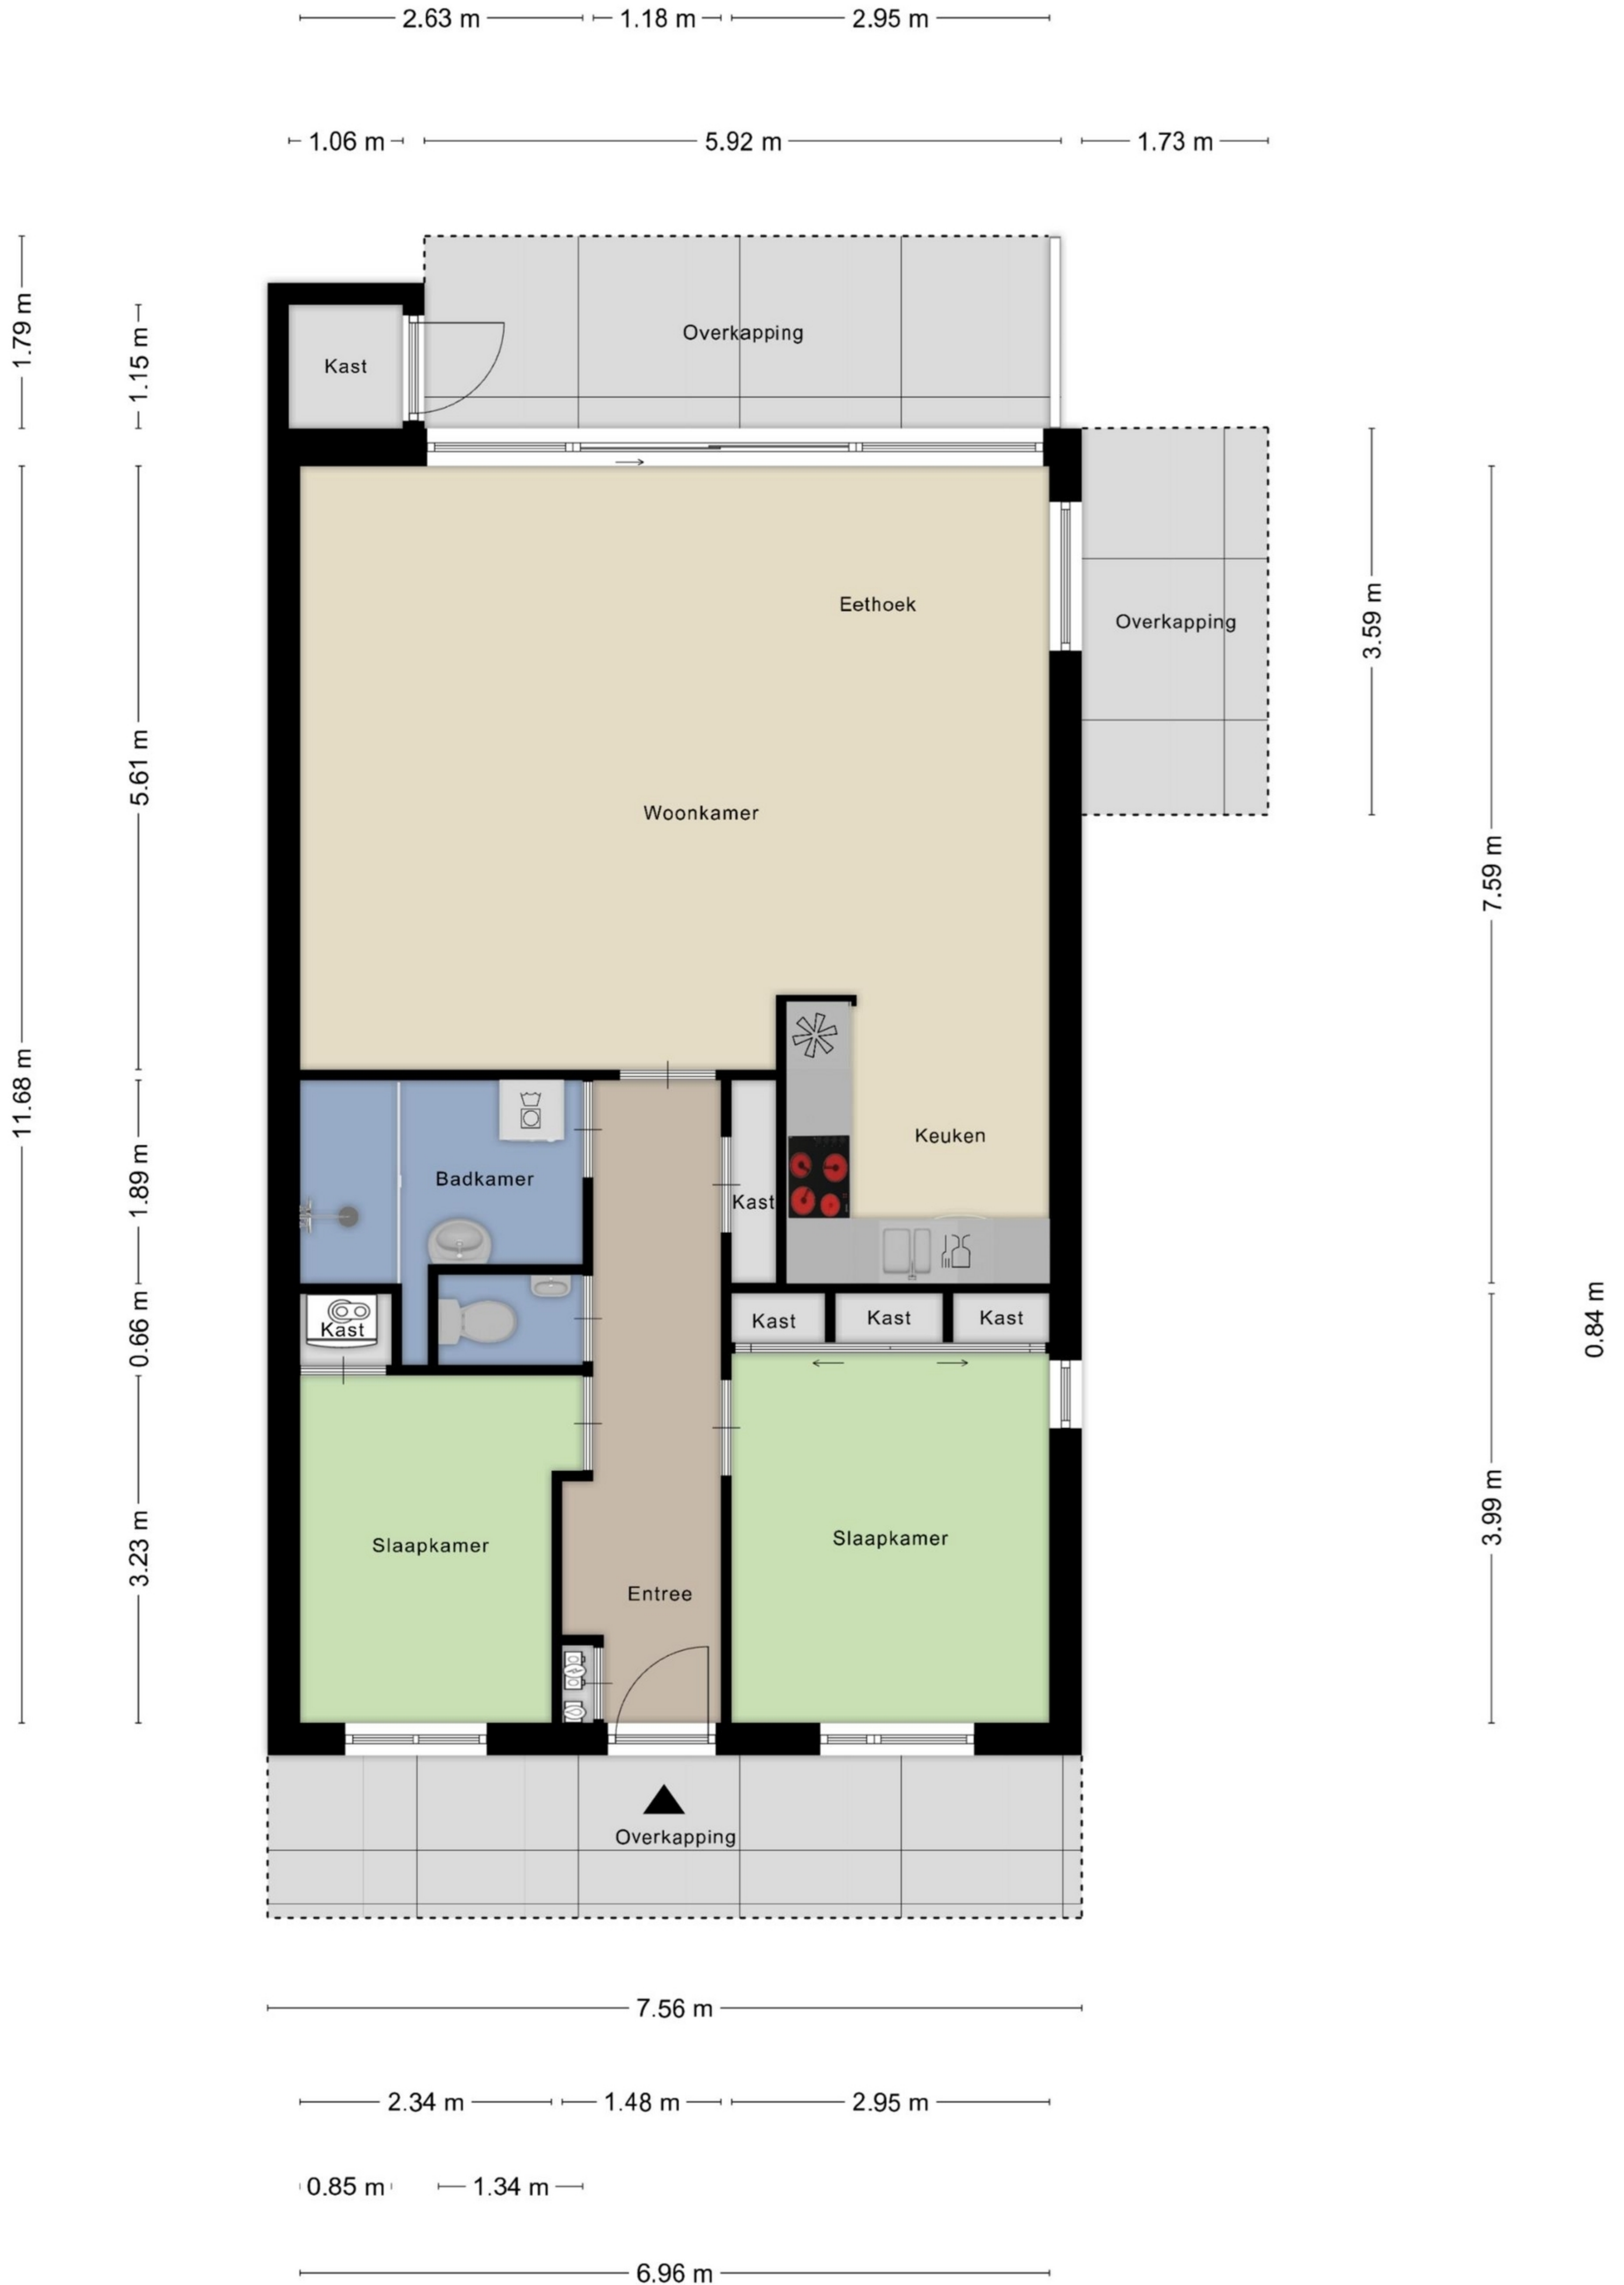 2.63 m 1.18 m 2.95 m
1.06 m 5.92 m 1.73 m
1.79 m
1.15 m
Kast
Overkapping
Eethoek
Overkapping
3.59 m
5.61 m
Woonkamer
7.59 m
11.68 m
Keuken
Badkamer
1.89 m
Kast
0.66 m
Kast
Kast Kast Kast
0.84 m
3.99 m
3.23 m
Slaapkamer
Slaapkamer
Entree
Overkapping
7.56 m
2.34 m 1.48 m 2.95 m
0.85 m 1.34 m
6.96 m